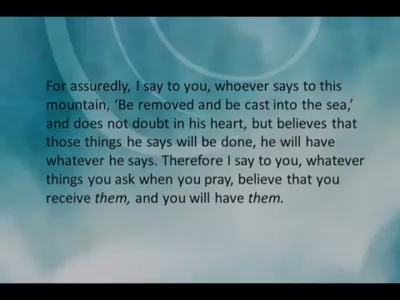 For assuredly, I say to you, whoever says to this
mountain, ‘Be removed and be cast into the sea,’
and does not doubt in his heart, but believes that
those things he says will be done, he will have
whatever he says. Therefore I say to you, whatever
things you ask when you pray, believe that you
receive them, and you will have them.